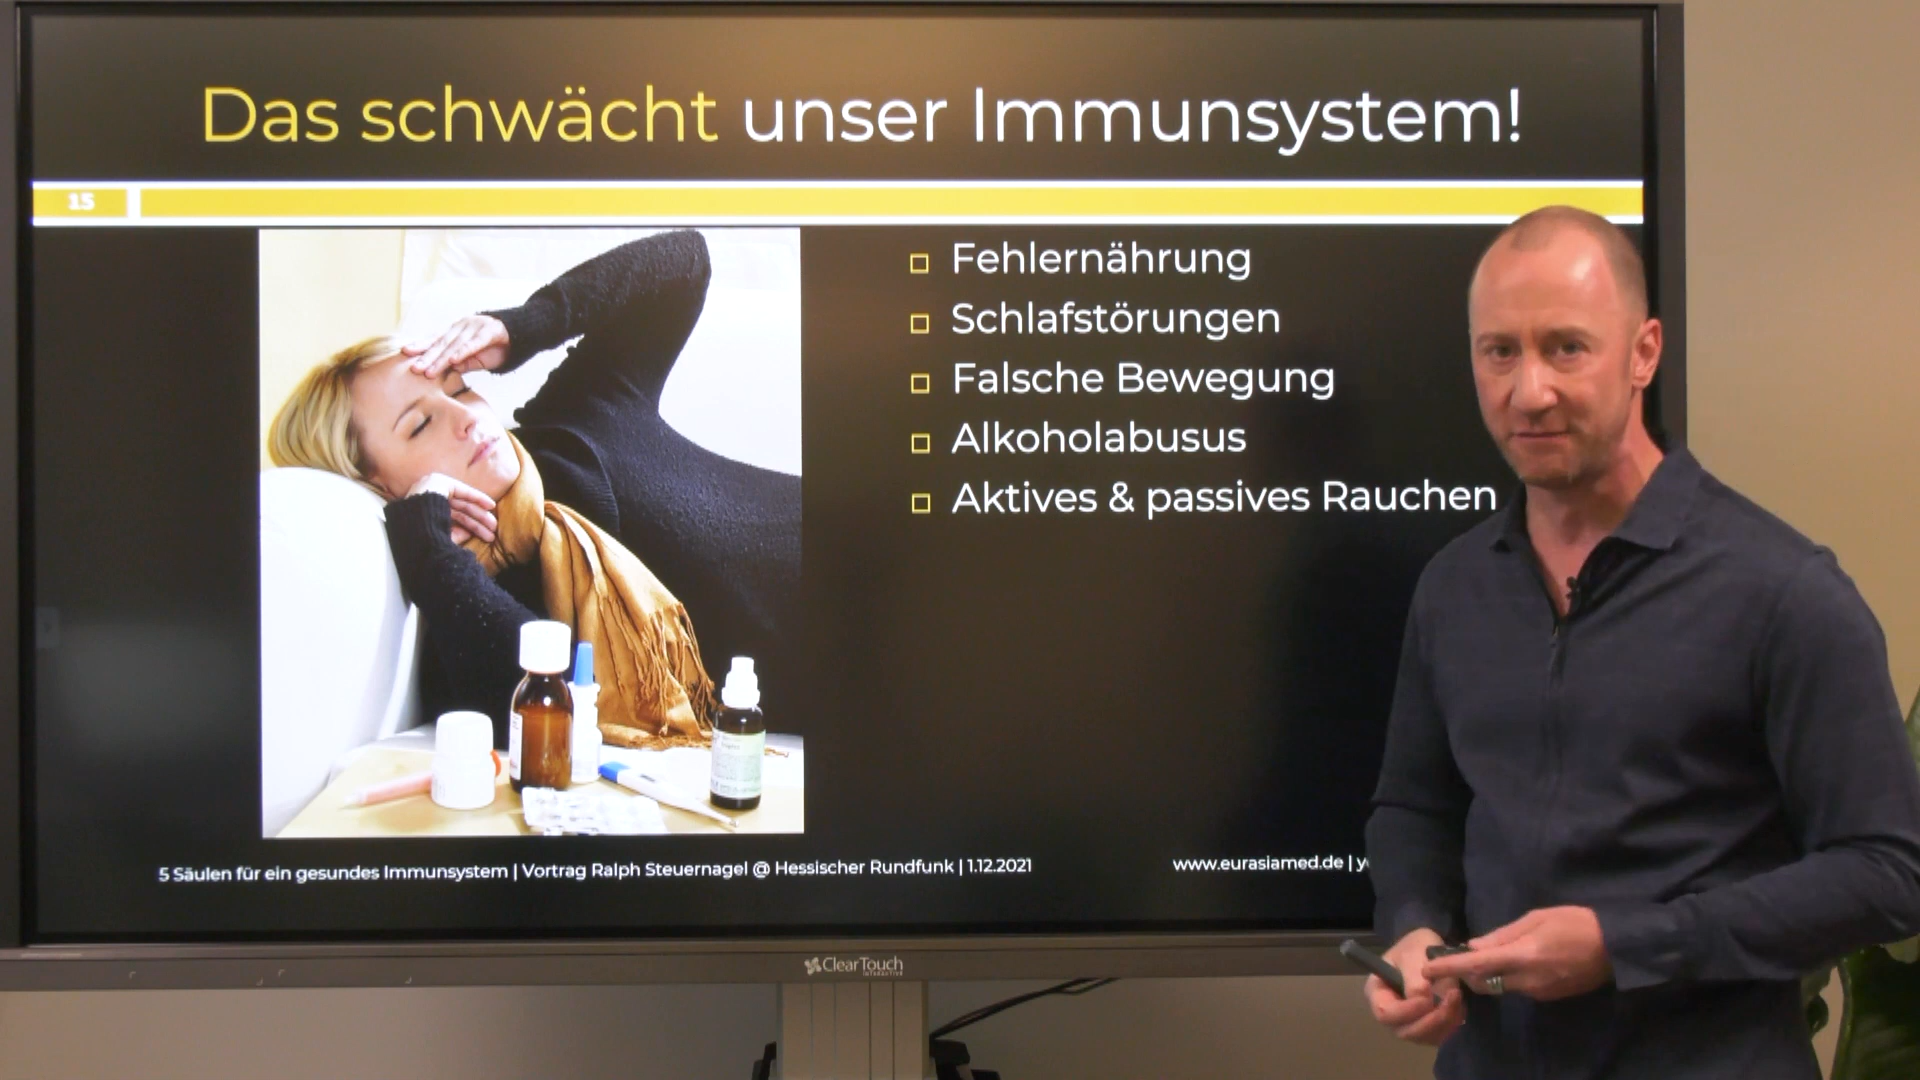 Das schwächt unser Immunsystem!
15
Fehlernährung
Schlafstörungen
Falsche Bewegung
Alkoholabusus
Aktives & passives Rauchen
5 Säulen für ein gesundes Immunsystem | Vortrag Ralph Steuernagel @ Hessischer Rundfunk | 1.12.2021
www.eurasiamed.de |
ClearTouch
INTERACTIVE